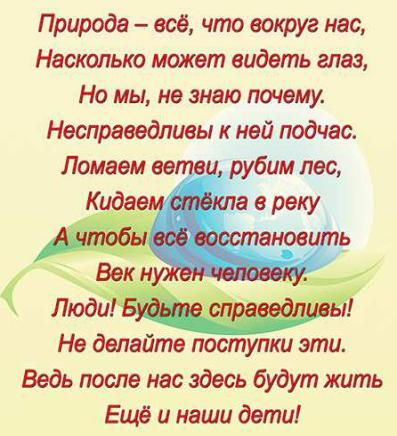 Природа – всё, что вокруг нас,
Насколько может видеть глаз,
Но мы, не знаю почему.
Несправедливы к ней подчас.
Ломаем ветви, рубим лес,
Кидаем стёкла в реку
А чтобы всё восстановить
Век нужен человеку.
Люди! Будьте справедливы!
Не делайте поступки эти.
Ведь после нас здесь будут жить
Ещё и наши дети!